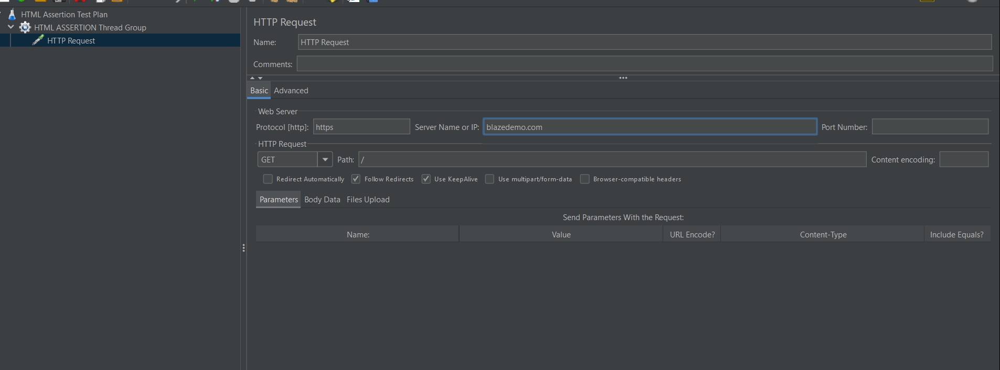 HTML Assertion Test Plan
HTML ASSERTION Thread Group
HTTP Request
HTTP Request
Name: HTTP Request
Comments:
Basic Advanced
Web Server
Protocol [http]: https Server Name or IP: blazedemo.com Port Number:
HTTP Request
GET Path: / Content encoding:
Redirect Automatically Follow Redirects Use KeepAlive Use multipart/form-data Browser-compatible headers
Parameters Body Data Files Upload
Send Parameters With the Request:
Name: Value URL Encode? Content-Type Include Equals?